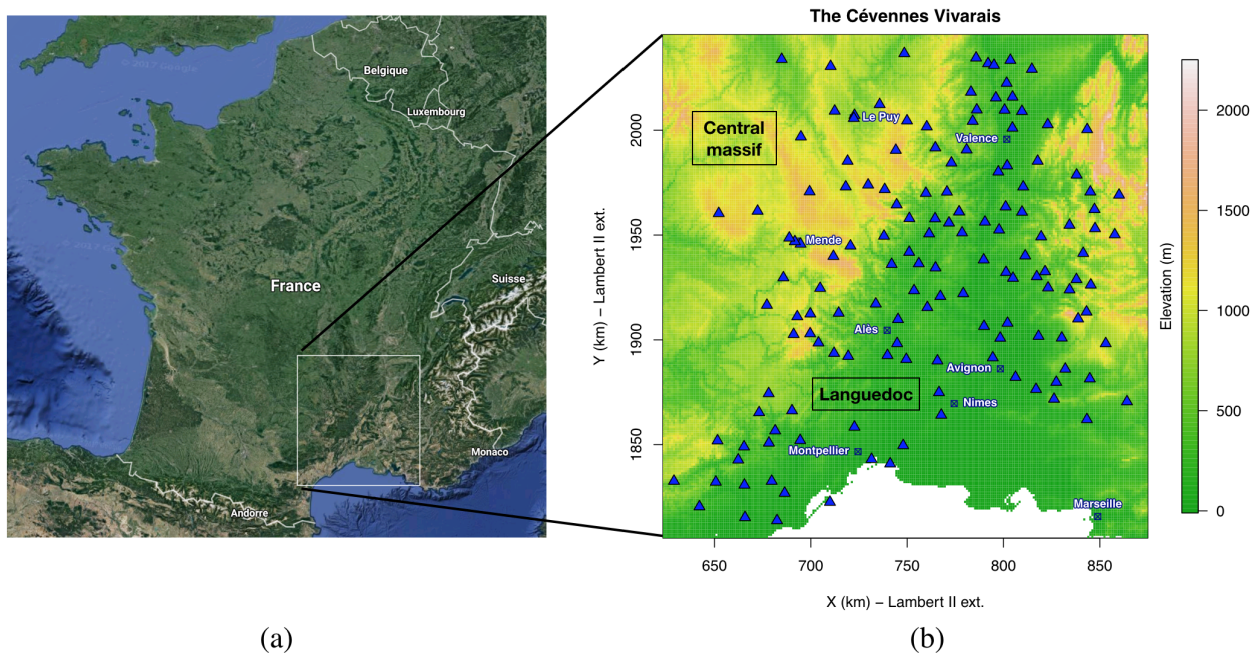 The Cévennes Vivarais
© 2017 Google
Belgique
Luxembourg
France
Suisse
Monaco
Andorre
Central
massif
Le Puy
Valence
Mende
Alès
Avignon
Languedoc
Nimes
Montpellier
Marseille
Y (km) – Lambert II ext.
2000
1950
1900
1850
650
700
750
800
850
X (km) – Lambert II ext.
Elevation (m)
2000
1500
1000
500
0
(a)
(b)